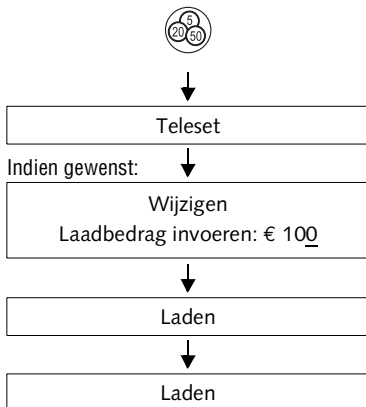 5
20 50
Teleset
Indien gewenst:
Wijzigen
Laadbedrag invoeren: € 100
Laden
Laden